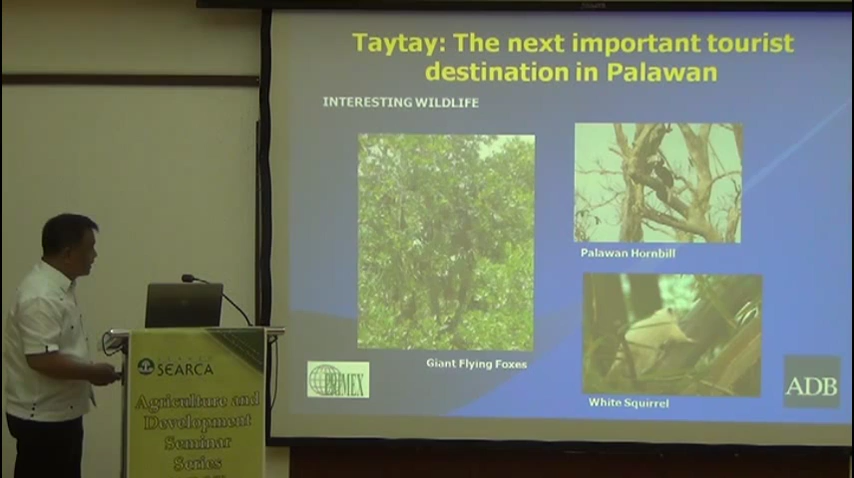 Taytay: The next important tourist
destination in Palawan
INTERESTING WILDLIFE
Palawan Hornbill
Giant Flying Foxes
White Squirrel
PRIMEX
ADB
SEARCA
Agriculture and
Development
Seminar
Series